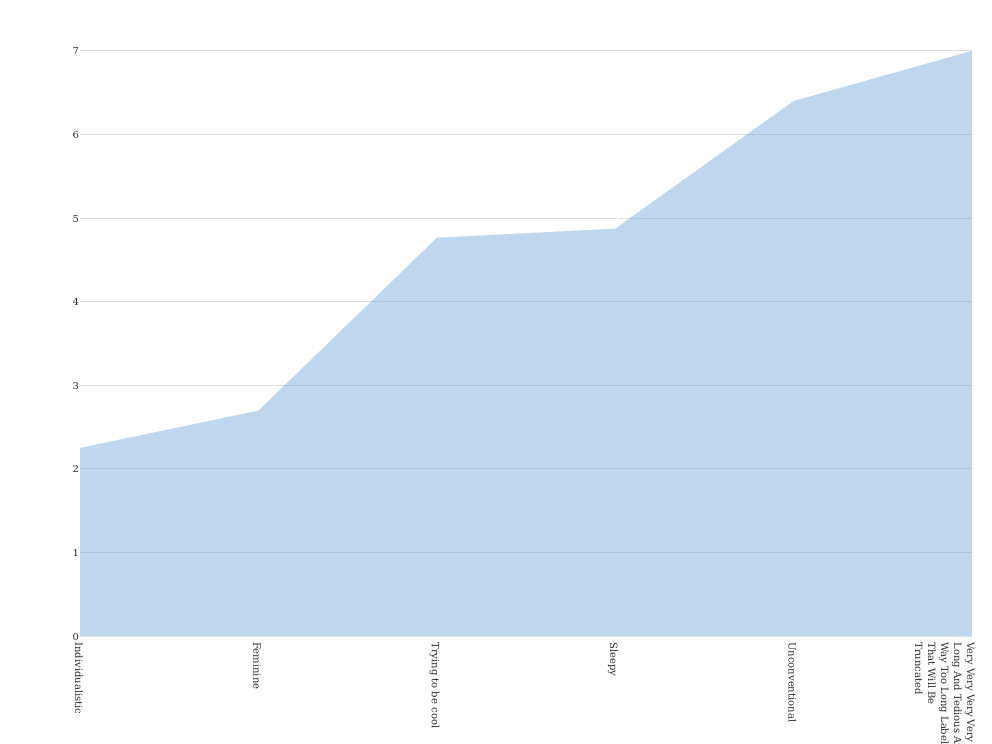 7
6
5
4
3
2
1
0
Individualistic
Feminine
Trying to be cool
Sleepy
Unconventional
Very Very Very Very
Long And Tedious A
Way Too Long Label
That Will Be
Truncated